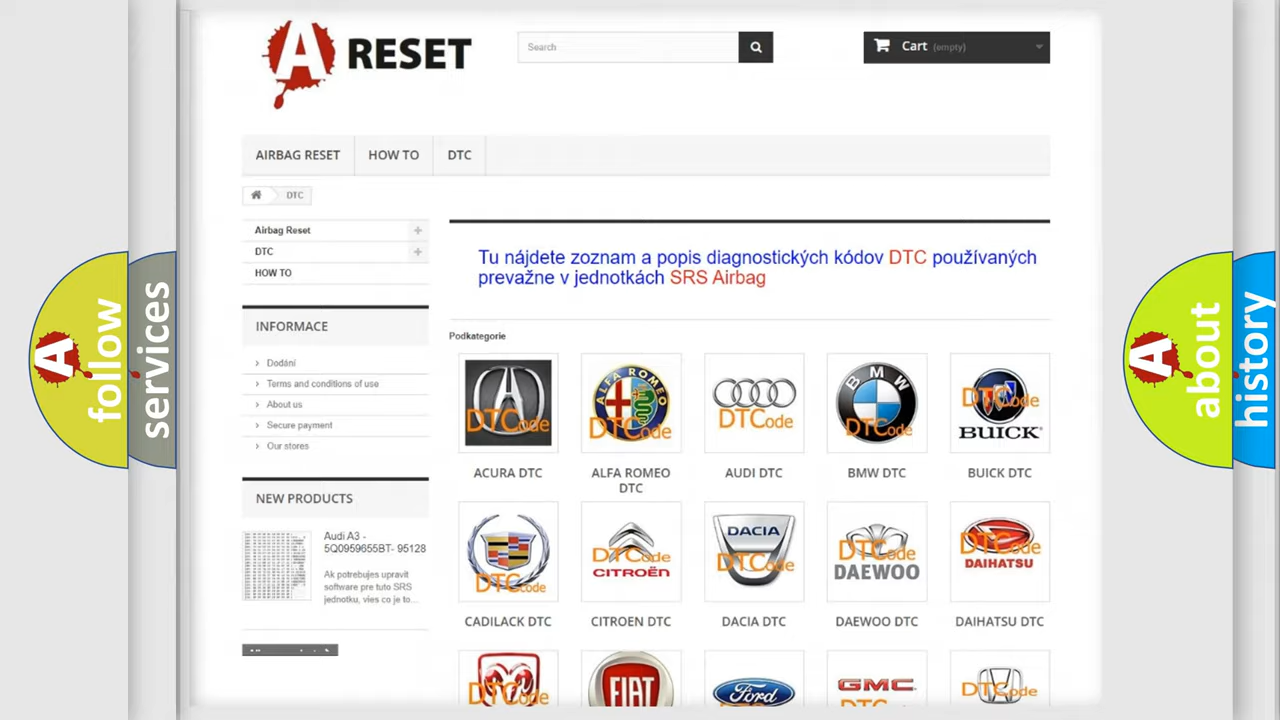 A RESET
Search
Cart (empty)
AIRBAG RESET
HOW TO
DTC
DTC
Airbag Reset
DTC
HOW TO
INFORMACE
Dodání
Terms and conditions of use
About us
Secure payment
Our stores
NEW PRODUCTS
Audi A3 -
5Q0959655BT- 95128
Ak potrebujes upravit
software pre tuto SRS
jednotku, vies co je to...
Tu nájdete zoznam a popis diagnostických kódov DTC používaných
prevažne v jednotkách SRS Airbag
Podkategorie
DTCode
ALFA ROMEO
DTCode
DTCode
BMW
DTCode
DTCode
BUICK
ACURA DTC
ALFA ROMEO
DTC
AUDI DTC
BMW DTC
BUICK DTC
DTCode
DTCode
CITROËN
DACIA
DTCode
DTCode
DAEWOO
DTCode
DAIHATSU
CADILACK DTC
CITROEN DTC
DACIA DTC
DAEWOO DTC
DAIHATSU DTC
DTCode
FIAT
Ford
GMC
DTCode
A
follow
services
A
about
history